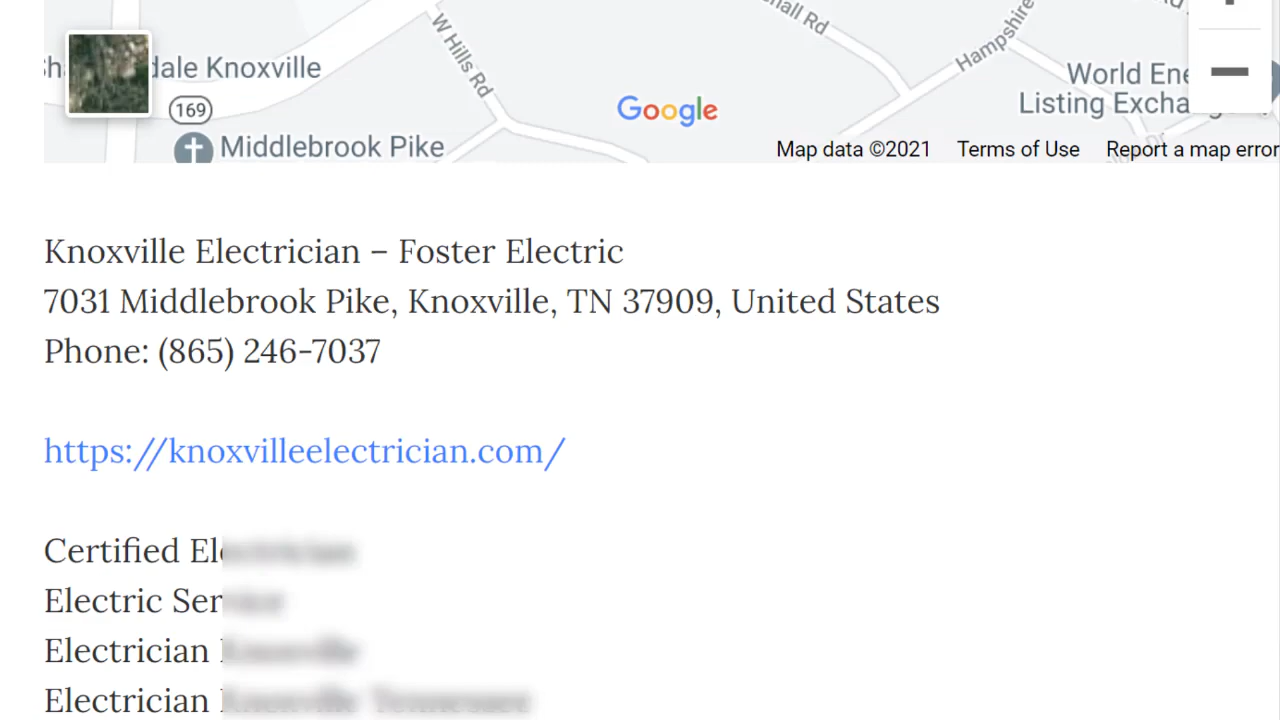 W Hills Rd
hall Rd
Hampshire
dale Knoxville
World Ene
Listing Excha
169
Google
Middlebrook Pike
Map data ©2021 Terms of Use Report a map error
Knoxville Electrician – Foster Electric
7031 Middlebrook Pike, Knoxville, TN 37909, United States
Phone: (865) 246-7037
https://knoxvilleelectrician.com/
Certified El
Electric Ser
Electrician
Electrician